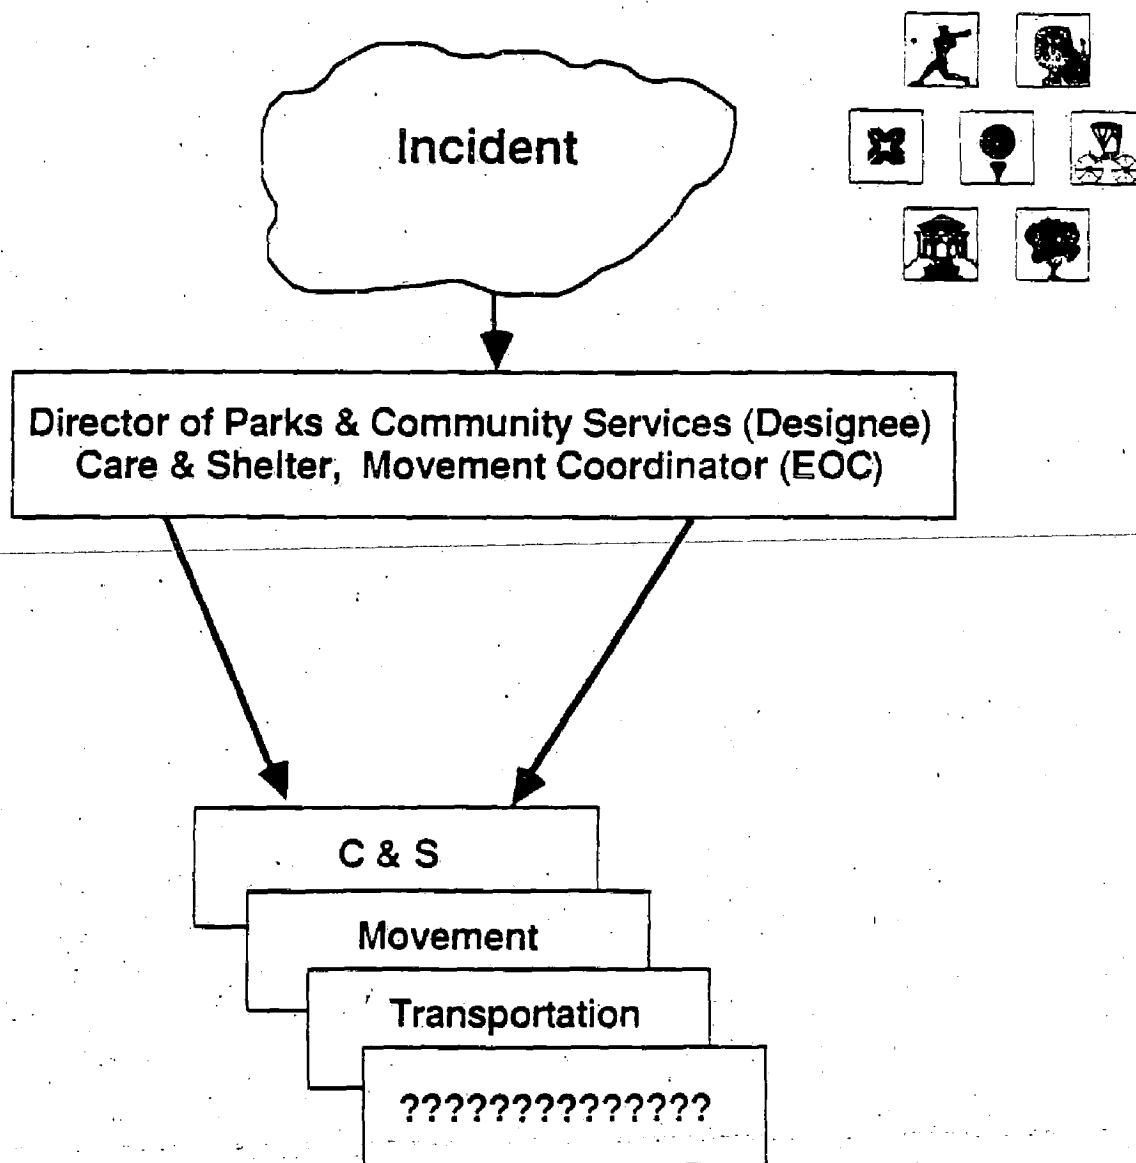 Incident
Director of Parks & Community Services (Designee)
Care & Shelter, Movement Coordinator (EOC)
C & S
Movement
Transportation
??????????????